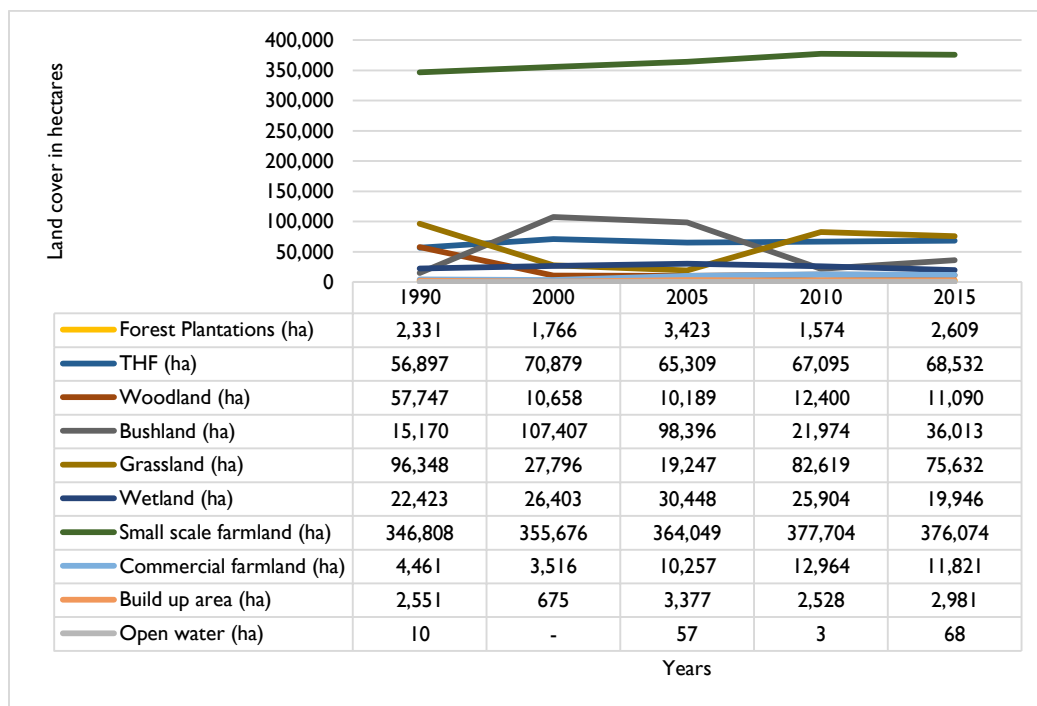 Land cover in hectares
400,000
350,000
300,000
250,000
200,000
150,000
100,000
50,000
0
1990 2000 2005 2010 2015
Forest Plantations (ha) 2,331 1,766 3,423 1,574 2,609
THF (ha) 56,897 70,879 65,309 67,095 68,532
Woodland (ha) 57,747 10,658 10,189 12,400 11,090
Bushland (ha) 15,170 107,407 98,396 21,974 36,013
Grassland (ha) 96,348 27,796 19,247 82,619 75,632
Wetland (ha) 22,423 26,403 30,448 25,904 19,946
Small scale farmland (ha) 346,808 355,676 364,049 377,704 376,074
Commercial farmland (ha) 4,461 3,516 10,257 12,964 11,821
Build up area (ha) 2,551 675 3,377 2,528 2,981
Open water (ha) 10 - 57 3 68
Years